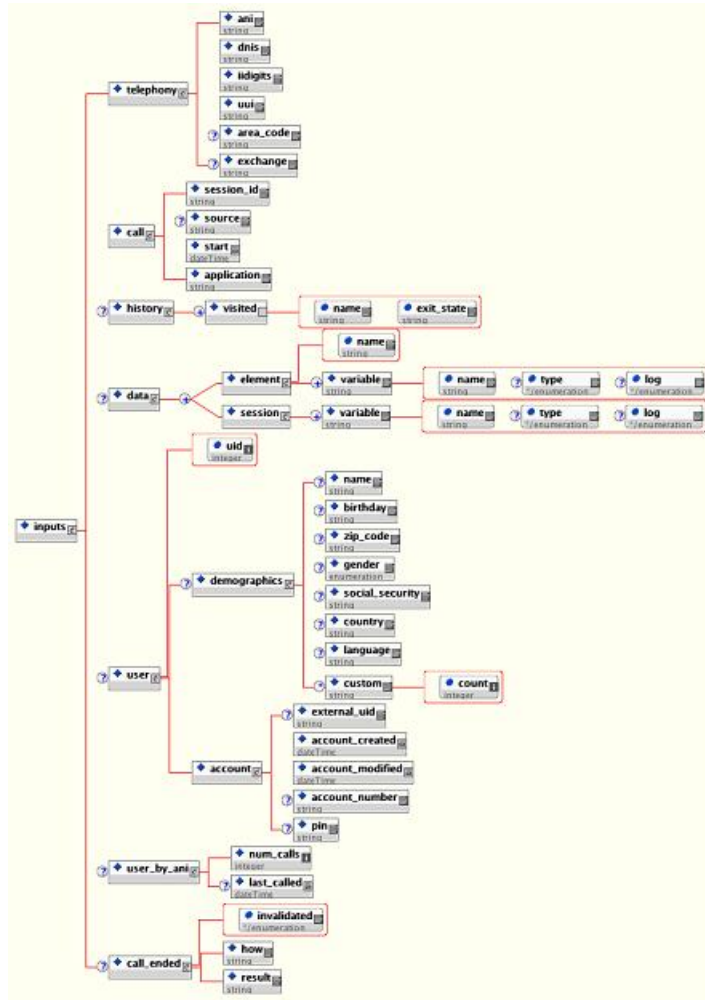 ani
string
dnis
string
iidigits
string
telephony
uui
string
? area_code
string
? exchange
string
session_id
string
? source
string
call
start
dateTime
application
string
? history
+ visited
name
string
exit_state
string
name
string
element
+ variable
name
string
? type
*/enumeration
? log
*/enumeration
? data
+
session
+ variable
name
string
? type
*/enumeration
? log
*/enumeration
uid
integer
? name
string
? birthday
string
inputs
? zip_code
string
? demographics
? gender
enumeration
? social_security
string
? country
string
? language
string
? user
* custom
string
count
integer
? external_uid
string
account_created
dateTime
account
account_modified
dateTime
? account_number
string
? pin
string
num_calls
integer
? user_by_ani
? last_called
dateTime
invalidated
*/enumeration
how
string
? call_ended
result
string